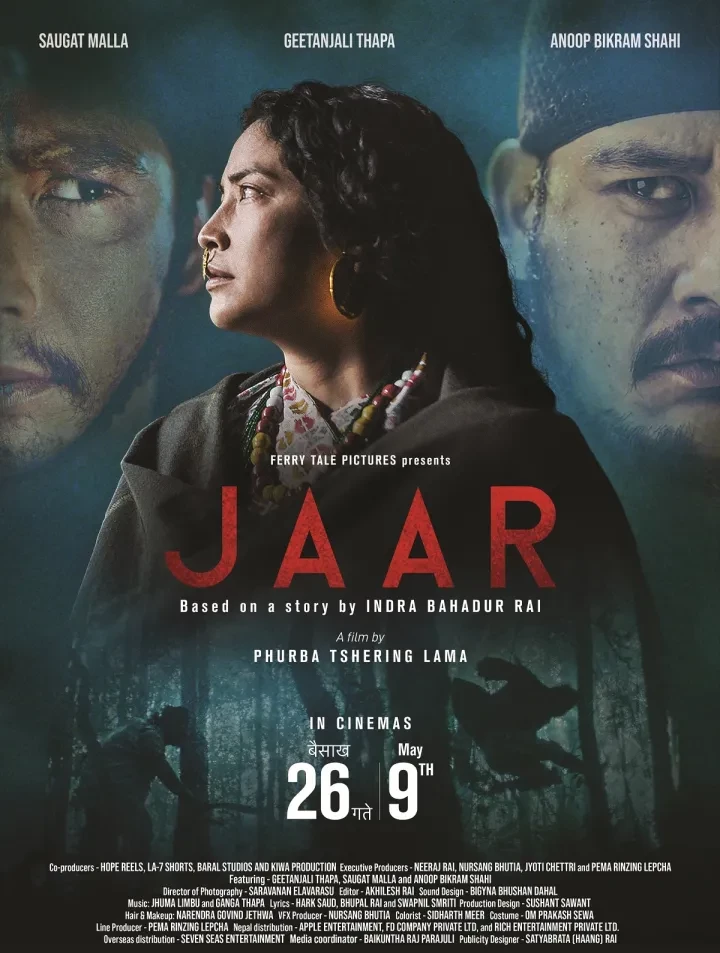 SAUGAT MALLA GEETANJALI THAPA ANOOP BIKRAM SHAHI
FERRY TALE PICTURES presents
JAAR
Based on a story by INDRA BAHADUR RAI
A film by
PHURBA TSHERING LAMA
IN CINEMAS
बैसाख May
26 गते 9TH
Co-producers - HOPE REELS, LA-7 SHORTS, BARAL STUDIOS AND KIWA PRODUCTION Executive Producers - NEERAJ RAI, NURSANG BHUTIA, JYOTI CHETTRI and PEMA RINZING LEPCHA
Featuring - GEETANJALI THAPA, SAUGAT MALLA and ANOOP BIKRAM SHAHI
Director of Photography - SARAVANAN ELAVARASU Editor - AKHILESH RAI Sound Design - BIGYNA BHUSHAN DAHAL
Music: JHUMA LIMBU and GANGA THAPA Lyrics - HARK SAUD, BHUPAL RAI and SWAPNIL SMRITI Production Design - SUSHANT SAWANT
Hair & Makeup: NARENDRA GOVIND JETHWA VFX Producer - NURSANG BHUTIA Colorist - SIDHARTH MEER Costume - OM PRAKASH SEWA
Line Producer - PEMA RINZING LEPCHA Nepal distribution - APPLE ENTERTAINMENT, FD COMPANY PRIVATE LTD, and RICH ENTERTAINMENT PRIVATE LTD.
Overseas distribution - SEVEN SEAS ENTERTAINMENT Media coordinator - BAIKUNTHA RAJ PARAJULI Publicity Designer - SATYABRATA (HAANG) RAI